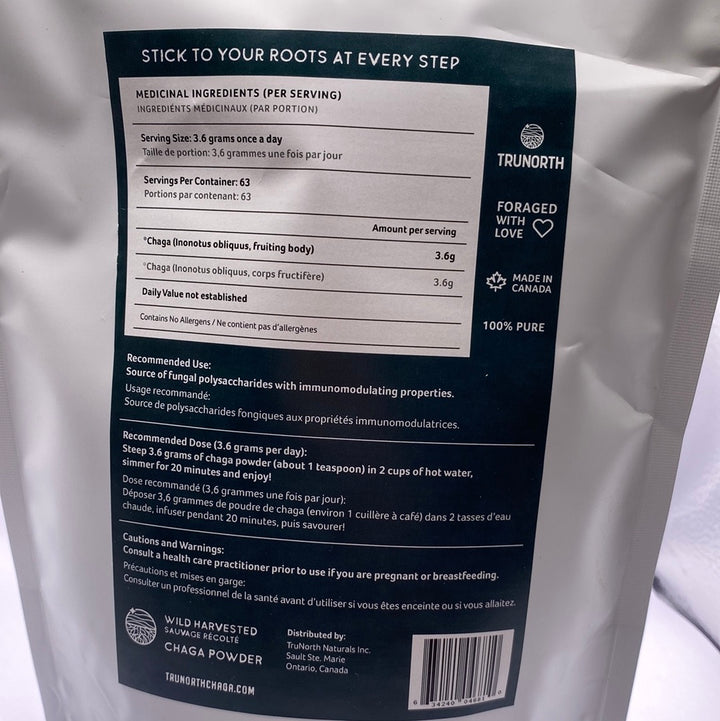 STICK TO YOUR ROOTS AT EVERY STEP
MEDICINAL INGREDIENTS (PER SERVING)
INGREDIÉNTS MÉDICINAUX (PAR PORTION)
Serving Size: 3.6 grams once a day
Taille de portion: 3,6 grammes une fois par jour
Servings Per Container: 63
Portions par contenant: 63
Amount per serving
*Chaga (Inonotus obliquus, fruiting body) 3.6g
*Chaga (Inonotus obliquus, corps fructifère) 3.6g
Daily Value not established
Contains No Allergens / Ne contient pas d'allergènes
TRUNORTH
FORAGED
WITH
LOVE
MADE IN
CANADA
100% PURE
Recommended Use:
Source of fungal polysaccharides with immunomodulating properties.
Usage recommandé:
Source de polysaccharides fongiques aux propriétés immunomodulatrices.
Recommended Dose (3.6 grams per day):
Steep 3.6 grams of chaga powder (about 1 teaspoon) in 2 cups of hot water,
simmer for 20 minutes and enjoy!
Dose recommandé (3,6 grammes une fois par jour):
Déposer 3,6 grammes de poudre de chaga (environ 1 cuillère à café) dans 2 tasses d'eau
chaude, infuser pendant 20 minutes, puis savourer!
Cautions and Warnings:
Consult a health care practitioner prior to use if you are pregnant or breastfeeding.
Précautions et mises en garde:
Consulter un professionnel de la santé avant d'utiliser si vous êtes enceinte ou si vous allaitez.
WILD HARVESTED
SAUVAGE RÉCOLTÉ
CHAGA POWDER
TRUNORTHCHAGA.COM
Distributed by:
TruNorth Naturals Inc.
Sault Ste. Marie
Ontario, Canada
6 34240 04681 0